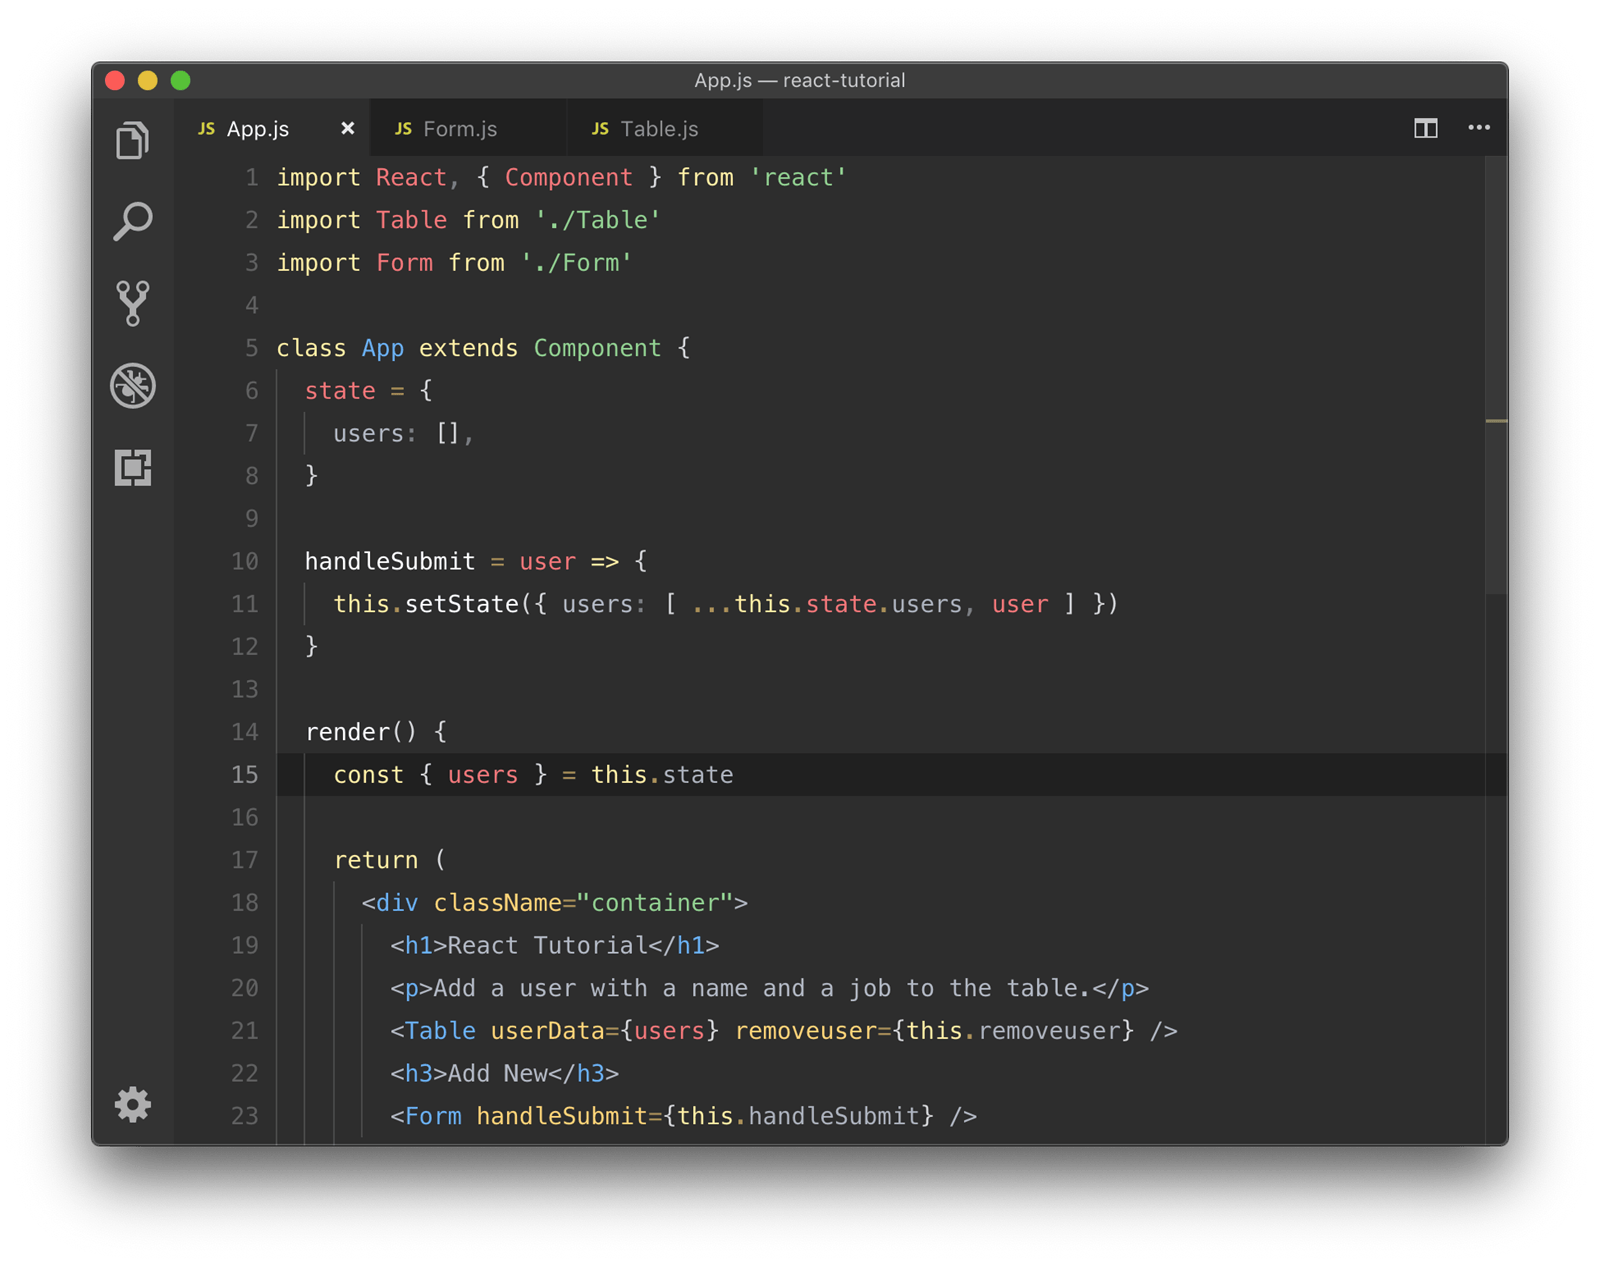 App.js — react-tutorial
JS App.js × JS Form.js JS Table.js
1 import React, { Component } from 'react'
2 import Table from './Table'
3 import Form from './Form'
4
5 class App extends Component {
6 state = {
7 users: [],
8 }
9
10 handleSubmit = user => {
11 this.setState({ users: [ ...this.state.users, user ] })
12 }
13
14 render() {
15 const { users } = this.state
16
17 return (
18 <div className="container">
19 <h1>React Tutorial</h1>
20 <p>Add a user with a name and a job to the table.</p>
21 <Table userData={users} removeuser={this.removeuser} />
22 <h3>Add New</h3>
23 <Form handleSubmit={this.handleSubmit} />